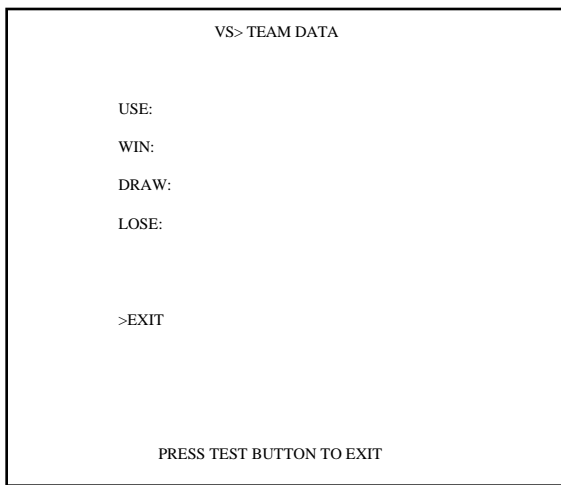 VS> TEAM DATA
USE:
WIN:
DRAW:
LOSE:
>EXIT
PRESS TEST BUTTON TO EXIT